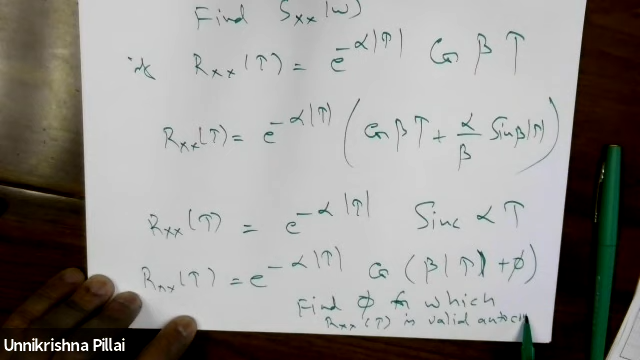 Find Sxx(ω)
if Rxx(τ) = e^{-α|τ|} Cos βτ
Rxx(τ) = e^{-α|τ|} (Cos βτ + α/β Sin β|τ|)
Rxx(τ) = e^{-α|τ|} Sinc ατ
Rxx(τ) = e^{-α|τ|} Cos (β|τ| + φ)
Find φ for which
Rxx(τ) is valid
Unnikrishna Pillai